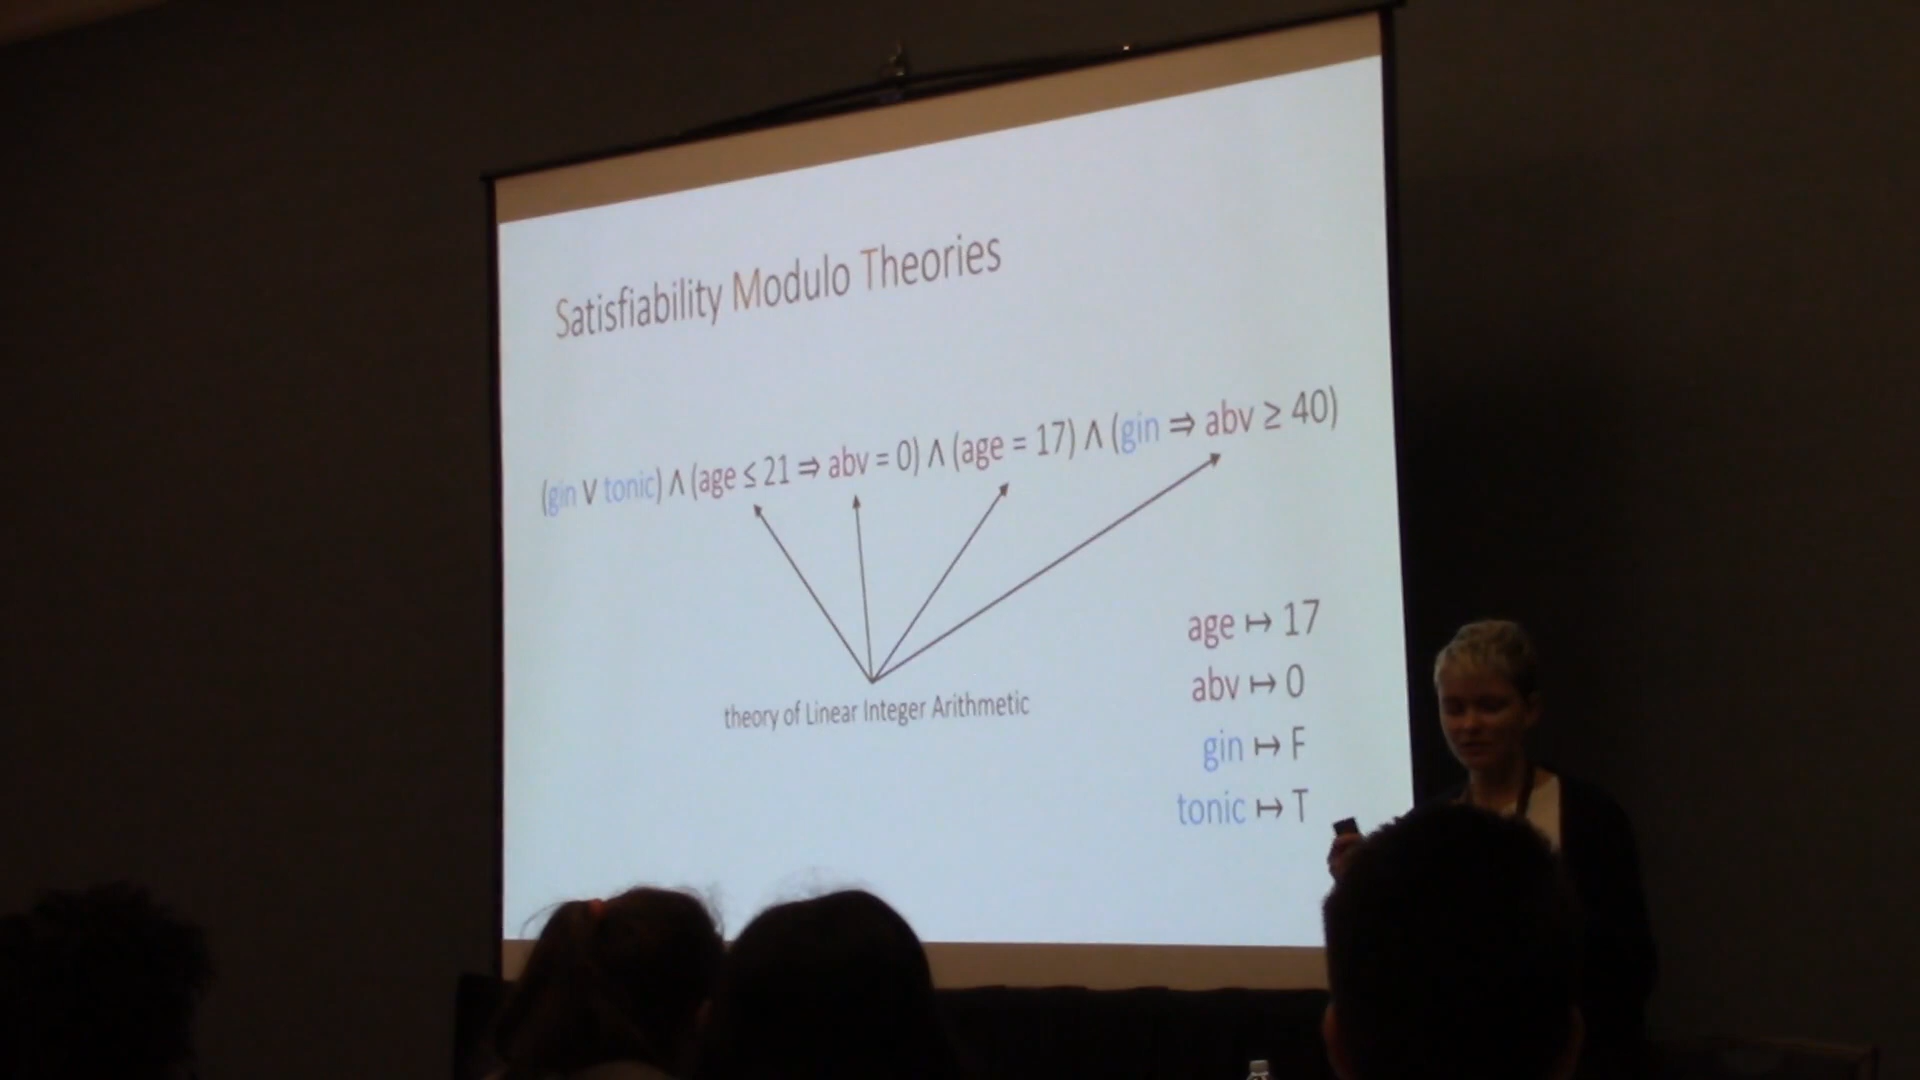 Satisfiability Modulo Theories
(gin V tonic) Λ (age ≤ 21 ⇒ abv = 0) Λ (age = 17) Λ (gin ⇒ abv ≥ 40)
theory of Linear Integer Arithmetic
age ↦ 17
abv ↦ 0
gin ↦ F
tonic ↦ T